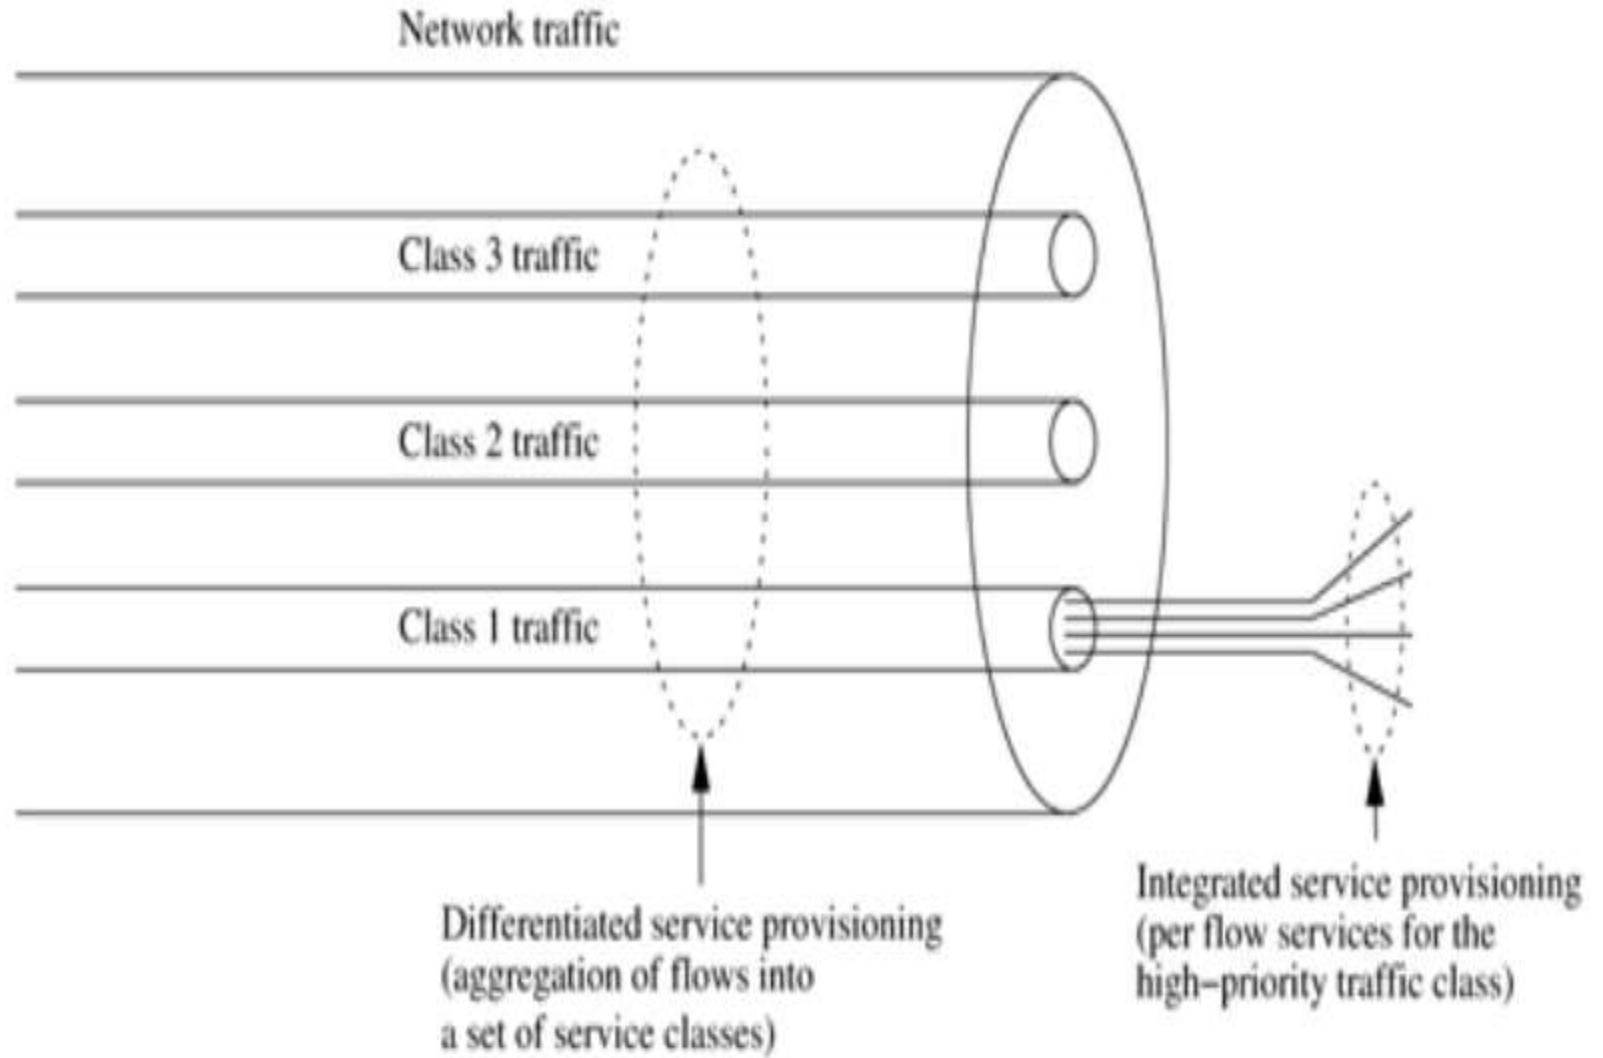 Network traffic
Class 3 traffic
Class 2 traffic
Class 1 traffic
Differentiated service provisioning
(aggregation of flows into
a set of service classes)
Integrated service provisioning
(per flow services for the
high–priority traffic class)